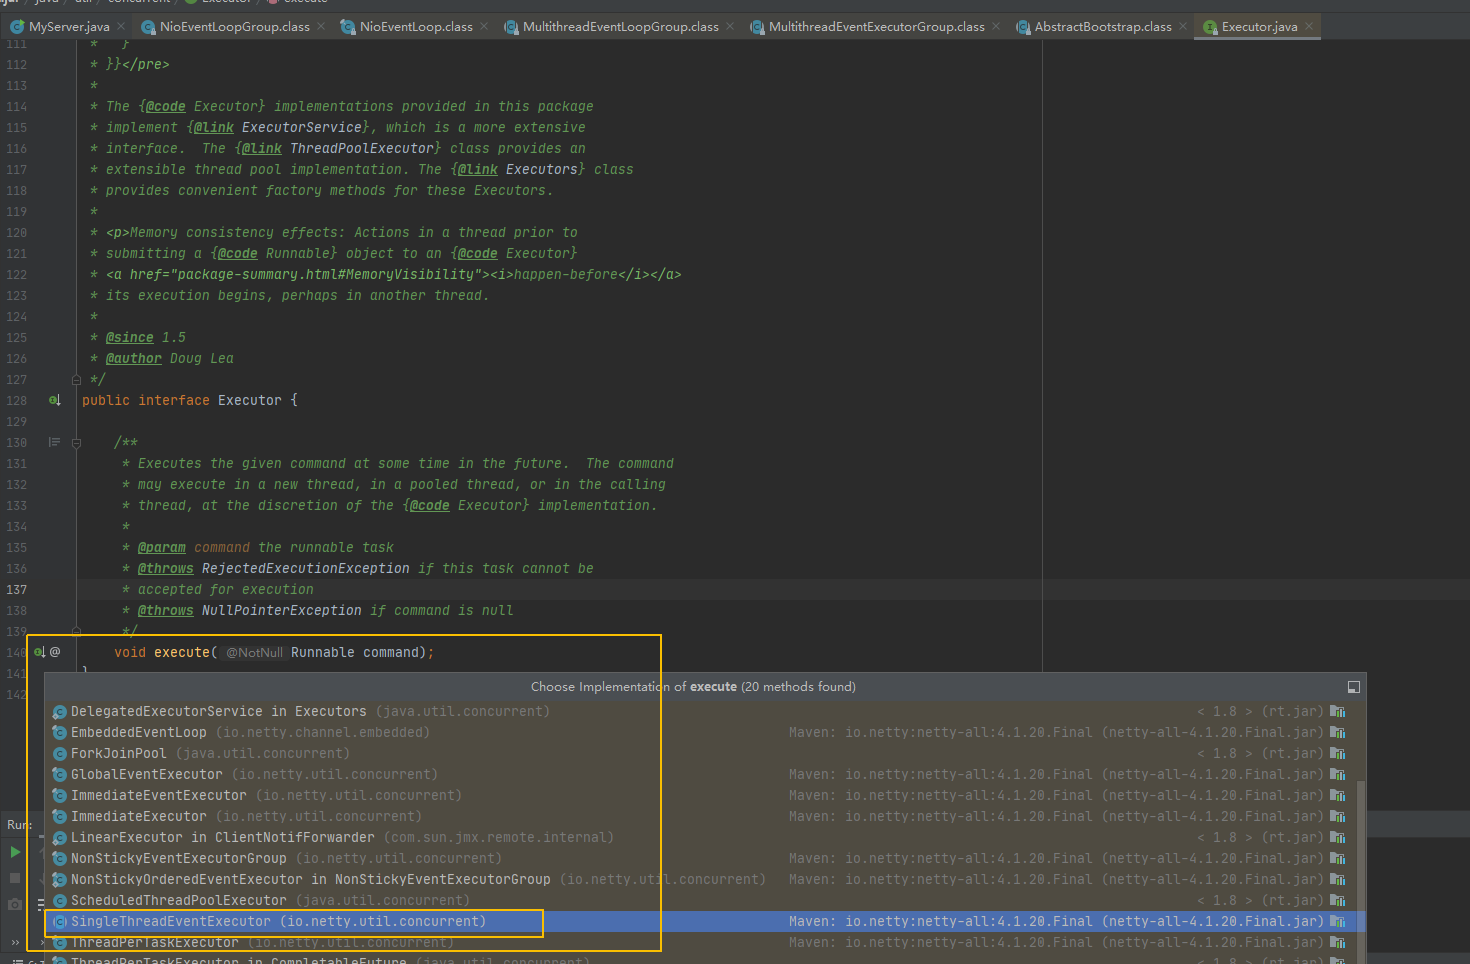 java util concurrent Executor execute
MyServer.java NioEventLoopGroup.class NioEventLoop.class MultithreadEventLoopGroup.class MultithreadEventExecutorGroup.class AbstractBootstrap.class Executor.java
111 * }
112 * }}</pre>
113 *
114 * The {@code Executor} implementations provided in this package
115 * implement {@link ExecutorService}, which is a more extensive
116 * interface.  The {@link ThreadPoolExecutor} class provides an
117 * extensible thread pool implementation. The {@link Executors} class
118 * provides convenient factory methods for these Executors.
119 *
120 * <p>Memory consistency effects: Actions in a thread prior to
121 * submitting a {@code Runnable} object to an {@code Executor}
122 * <a href="package-summary.html#MemoryVisibility"><i>happen-before</i></a>
123 * its execution begins, perhaps in another thread.
124 *
125 * @since 1.5
126 * @author Doug Lea
127 */
128 public interface Executor {
129
130 /**
131 * Executes the given command at some time in the future.  The command
132 * may execute in a new thread, in a pooled thread, or in the calling
133 * thread, at the discretion of the {@code Executor} implementation.
134 *
135 * @param command the runnable task
136 * @throws RejectedExecutionException if this task cannot be
137 * accepted for execution
138 * @throws NullPointerException if command is null
139 */
140 @ void execute( @NotNull Runnable command);
141 }
142
Choose Implementation of execute (20 methods found)
DelegatedExecutorService in Executors (java.util.concurrent) < 1.8 > (rt.jar)
EmbeddedEventLoop (io.netty.channel.embedded) Maven: io.netty:netty-all:4.1.20.Final (netty-all-4.1.20.Final.jar)
ForkJoinPool (java.util.concurrent) < 1.8 > (rt.jar)
GlobalEventExecutor (io.netty.util.concurrent) Maven: io.netty:netty-all:4.1.20.Final (netty-all-4.1.20.Final.jar)
ImmediateEventExecutor (io.netty.util.concurrent) Maven: io.netty:netty-all:4.1.20.Final (netty-all-4.1.20.Final.jar)
ImmediateExecutor (io.netty.util.concurrent) Maven: io.netty:netty-all:4.1.20.Final (netty-all-4.1.20.Final.jar)
Run:
LinearExecutor in ClientNotifForwarder (com.sun.jmx.remote.internal) < 1.8 > (rt.jar)
NonStickyEventExecutorGroup (io.netty.util.concurrent) Maven: io.netty:netty-all:4.1.20.Final (netty-all-4.1.20.Final.jar)
NonStickyOrderedEventExecutor in NonStickyEventExecutorGroup (io.netty.util.concurrent) Maven: io.netty:netty-all:4.1.20.Final (netty-all-4.1.20.Final.jar)
ScheduledThreadPoolExecutor (java.util.concurrent) < 1.8 > (rt.jar)
SingleThreadEventExecutor (io.netty.util.concurrent) Maven: io.netty:netty-all:4.1.20.Final (netty-all-4.1.20.Final.jar)
ThreadPerTaskExecutor (io.netty.util.concurrent) Maven: io.netty:netty-all:4.1.20.Final (netty-all-4.1.20.Final.jar)
ThreadPerTaskExecutor in CompletableFuture (java.util.concurrent) < 1.8 > (rt.jar)